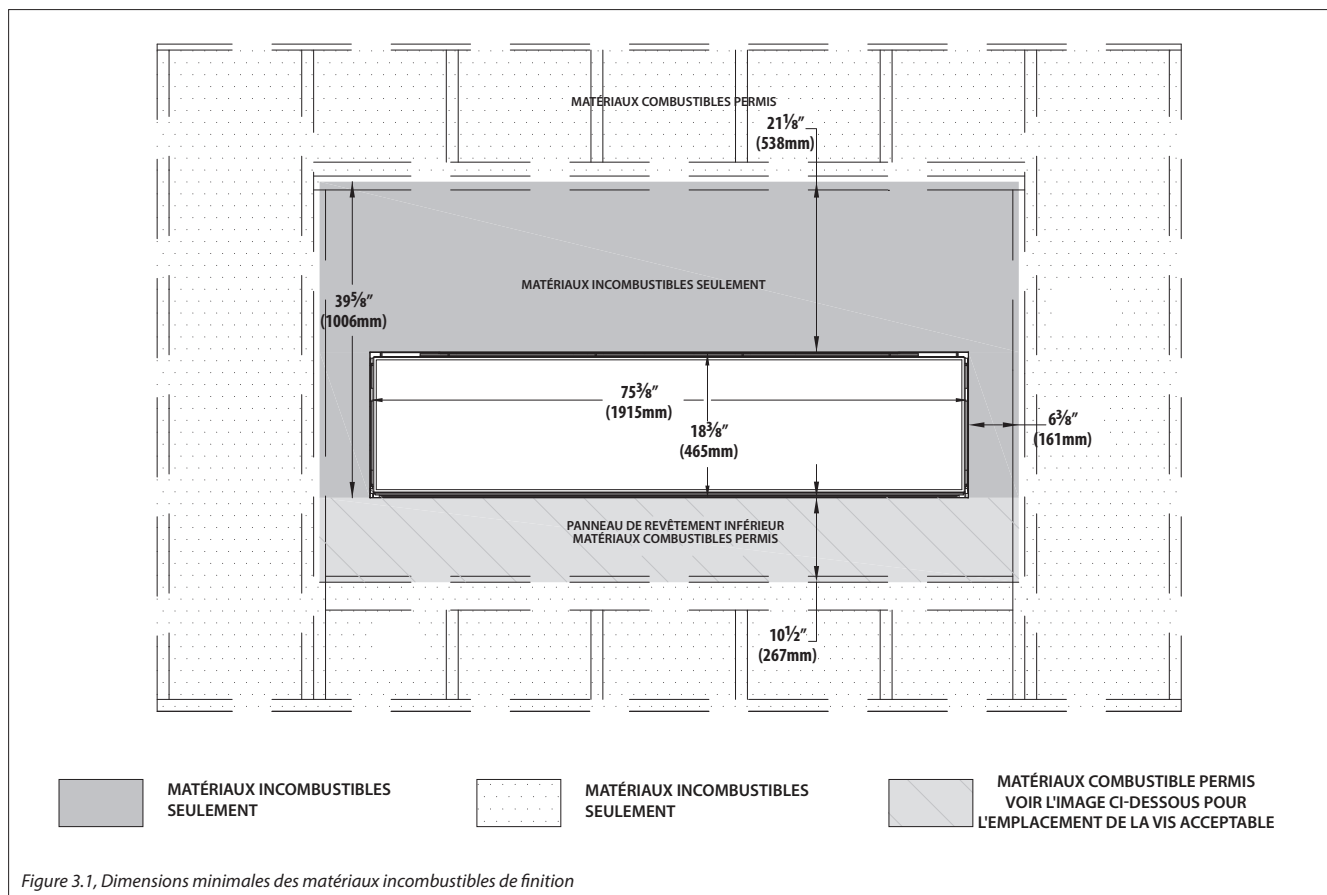 MATÉRIAUX COMBUSTIBLES PERMIS
21⅛″
(538mm)
MATÉRIAUX INCOMBUSTIBLES SEULEMENT
39⅝″
(1006mm)
75⅜″
(1915mm)
18⅜″
(465mm)
6⅜″
(161mm)
PANNEAU DE REVÊTEMENT INFÉRIEUR
MATÉRIAUX COMBUSTIBLES PERMIS
10½″
(267mm)
MATÉRIAUX INCOMBUSTIBLES
SEULEMENT
MATÉRIAUX INCOMBUSTIBLES
SEULEMENT
MATÉRIAUX COMBUSTIBLE PERMIS
VOIR L'IMAGE CI-DESSOUS POUR
L'EMPLACEMENT DE LA VIS ACCEPTABLE
Figure 3.1, Dimensions minimales des matériaux incombustibles de finition